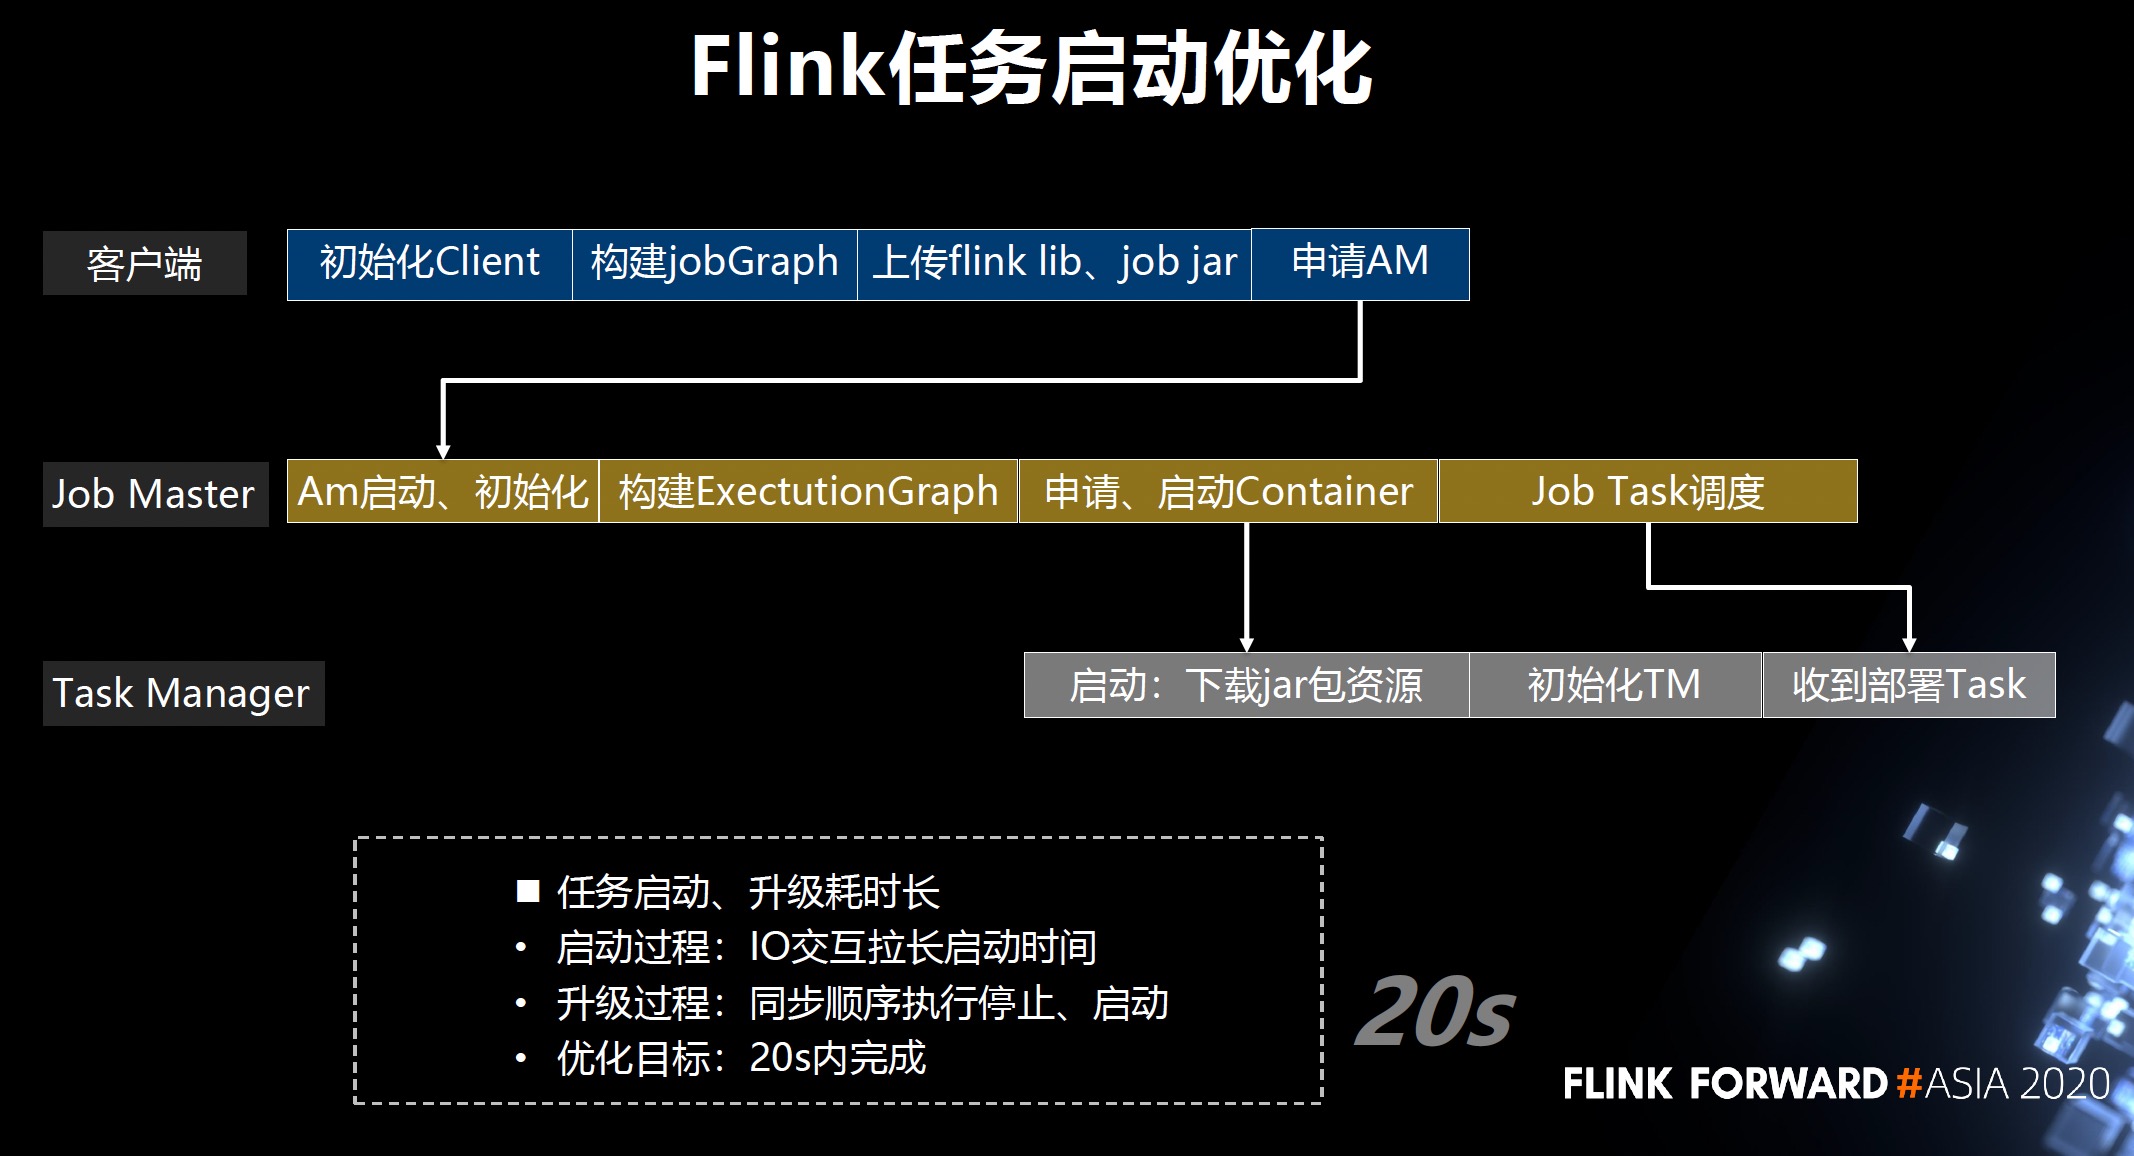 Flink任务启动优化
客户端
初始化Client
构建jobGraph
上传flink lib、job jar
申请AM
Job Master
Am启动、初始化
构建ExectutionGraph
申请、启动Container
Job Task调度
Task Manager
启动：下载jar包资源
初始化TM
收到部署Task
■ 任务启动、升级耗时长
• 启动过程：IO交互拉长启动时间
• 升级过程：同步顺序执行停止、启动
• 优化目标：20s内完成
20s
FLINK FORWARD #ASIA 2020